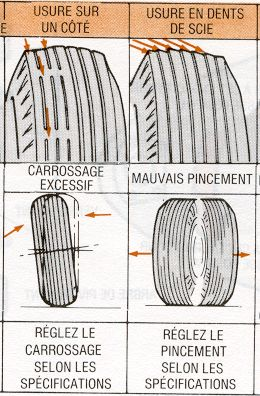 E
USURE SUR
UN CÔTÉ
USURE EN DENTS
DE SCIE
CARROSSAGE
EXCESSIF
MAUVAIS PINCEMENT
RÉGLEZ LE
CARROSSAGE
SELON LES
SPÉCIFICATIONS
RÉGLEZ LE
PINCEMENT
SELON LES
SPÉCIFICATIONS